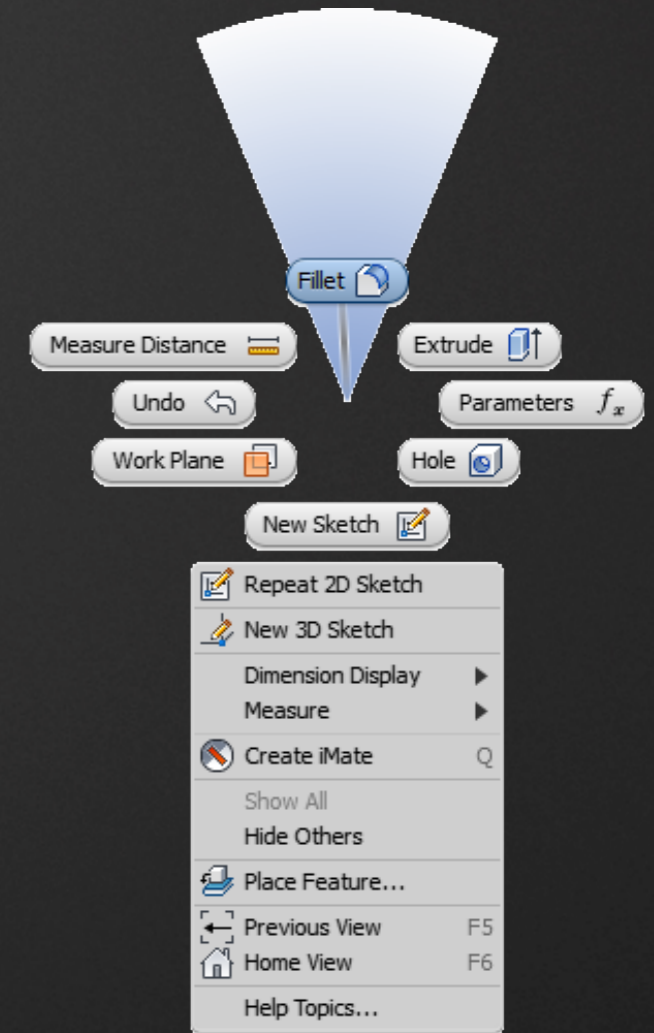 Fillet
Measure Distance
Extrude
Undo
Parameters fx
Work Plane
Hole
New Sketch
Repeat 2D Sketch
New 3D Sketch
Dimension Display
Measure
Create iMate Q
Show All
Hide Others
Place Feature...
Previous View F5
Home View F6
Help Topics...